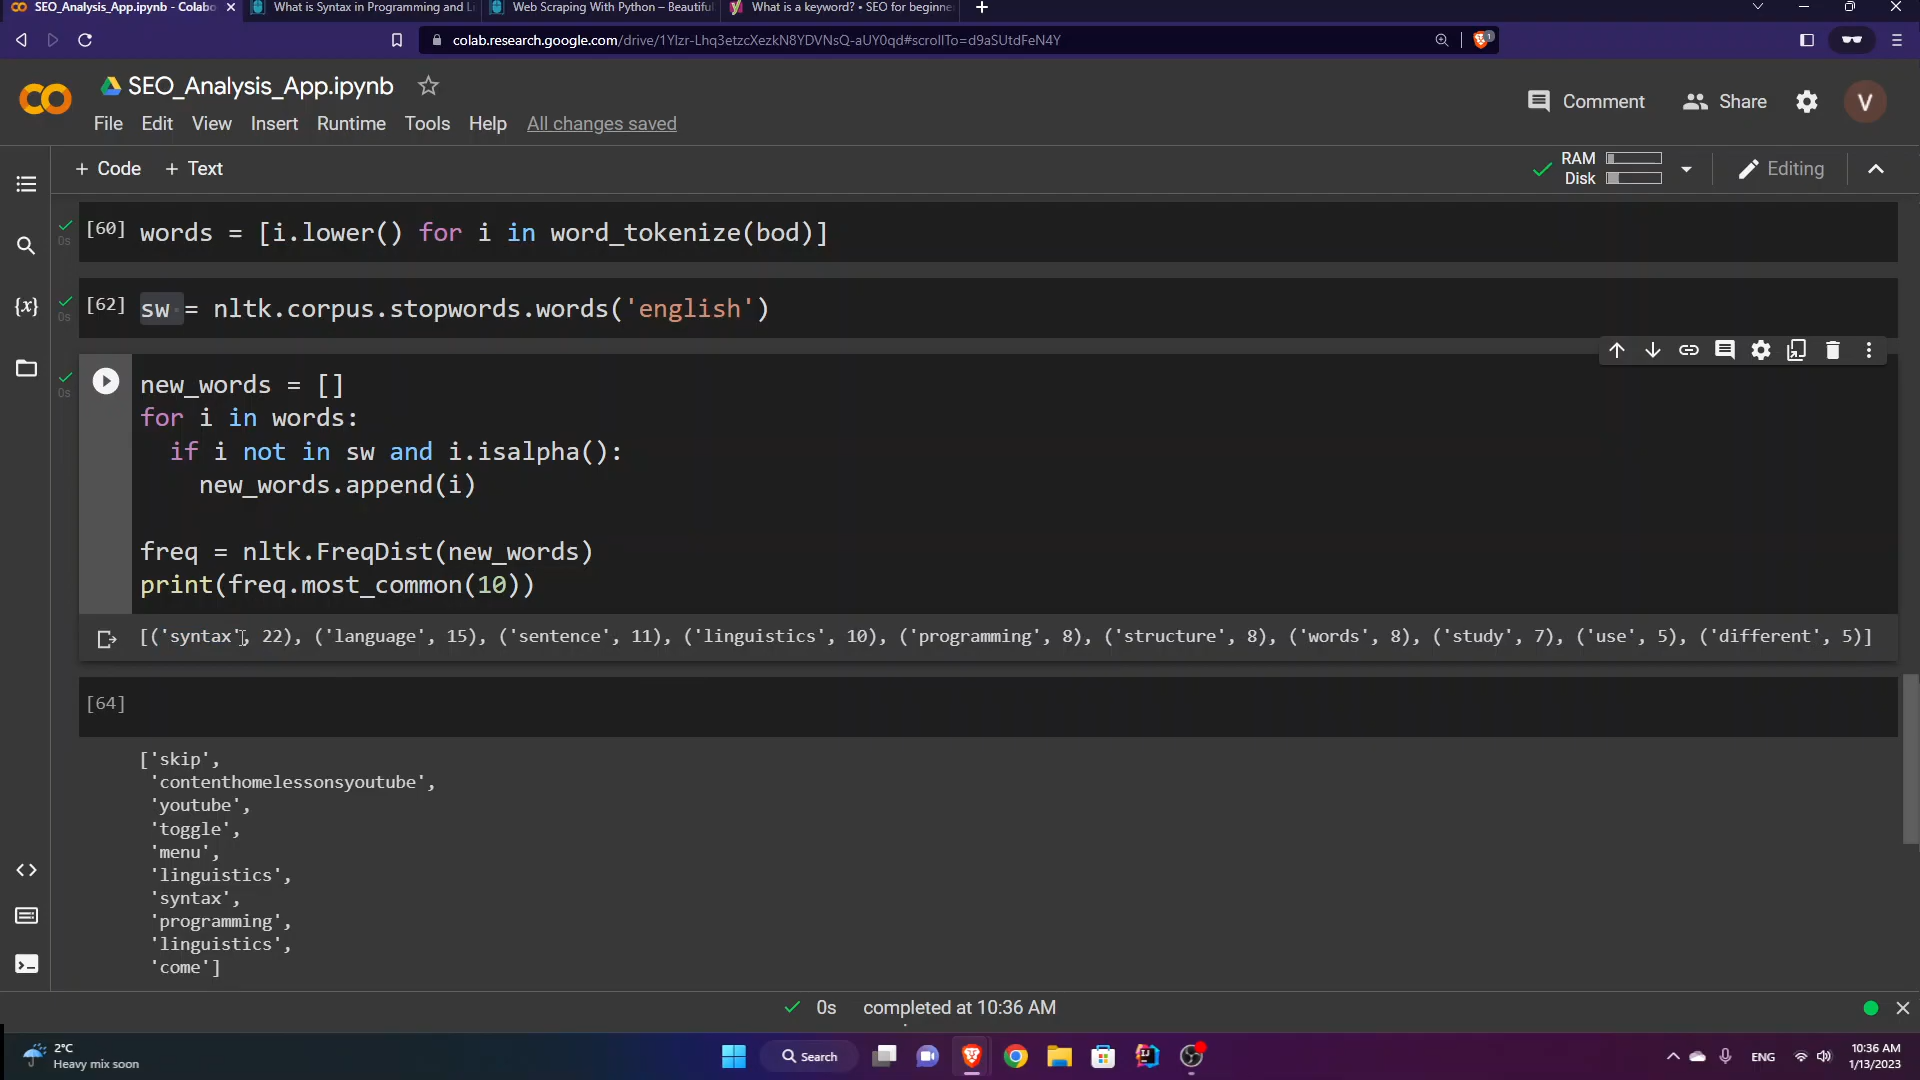 SEO_Analysis_App.ipynb - Colabo
What is Syntax in Programming and Li
Web Scraping With Python – Beautiful
What is a keyword? • SEO for beginne
colab.research.google.com/drive/1Ylzr-Lhq3etzcXezkN8YDVNsQ-aUY0qd#scrollTo=d9aSUtdFeN4Y
1
SEO_Analysis_App.ipynb
Comment
Share
V
File Edit View Insert Runtime Tools Help All changes saved
+ Code + Text
RAM
Disk
Editing
[60] words = [i.lower() for i in word_tokenize(bod)]
0s
[62] sw = nltk.corpus.stopwords.words('english')
0s
new_words = []
0s
for i in words:
if i not in sw and i.isalpha():
new_words.append(i)
freq = nltk.FreqDist(new_words)
print(freq.most_common(10))
[('syntax', 22), ('language', 15), ('sentence', 11), ('linguistics', 10), ('programming', 8), ('structure', 8), ('words', 8), ('study', 7), ('use', 5), ('different', 5)]
[64]
['skip',
'contenthomelessonsyoutube',
'youtube',
'toggle',
'menu',
'linguistics',
'syntax',
'programming',
'linguistics',
'come']
0s completed at 10:36 AM
2°C
Heavy mix soon
Search
ENG
10:36 AM
1/13/2023